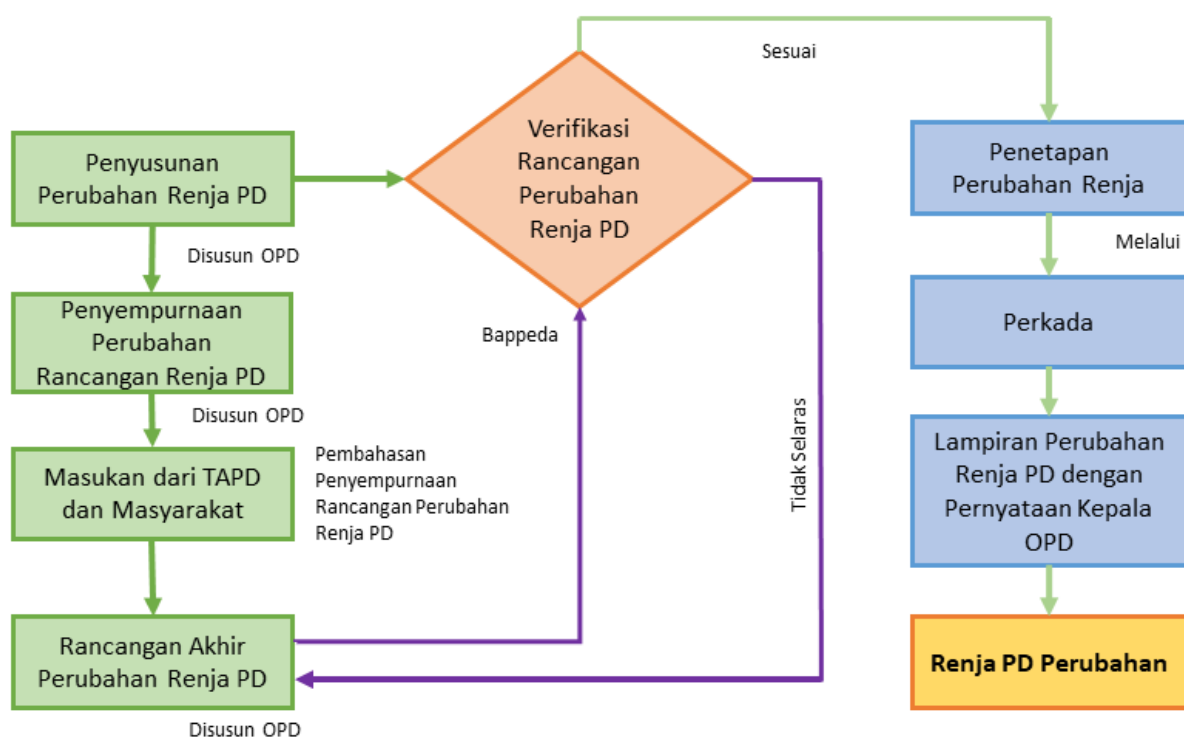 Sesuai
Penyusunan
Perubahan Renja PD
Verifikasi
Rancangan
Perubahan
Renja PD
Penetapan
Perubahan Renja
Disusun OPD
Melalui
Penyempurnaan
Perubahan
Rancangan Renja PD
Bappeda
Perkada
Disusun OPD
Tidak Selaras
Masukan dari TAPD
dan Masyarakat
Pembahasan
Penyempurnaan
Rancangan Perubahan
Renja PD
Lampiran Perubahan
Renja PD dengan
Pernyataan Kepala
OPD
Rancangan Akhir
Perubahan Renja PD
Renja PD Perubahan
Disusun OPD